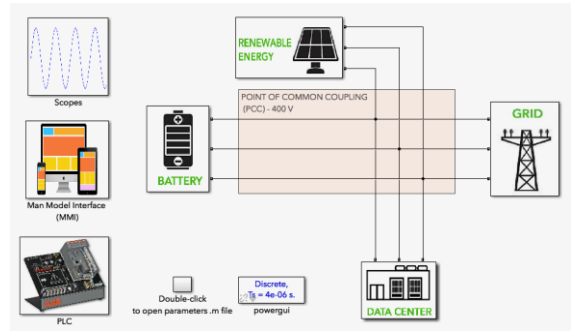 Scopes
Man Model Interface
(MMI)
PLC
RENEWABLE
ENERGY
POINT OF COMMON COUPLING
(PCC) - 400 V
BATTERY
GRID
DATA CENTER
Double-click
to open parameters .m file
Discrete,
Ts = 4e-06 s.
powergui